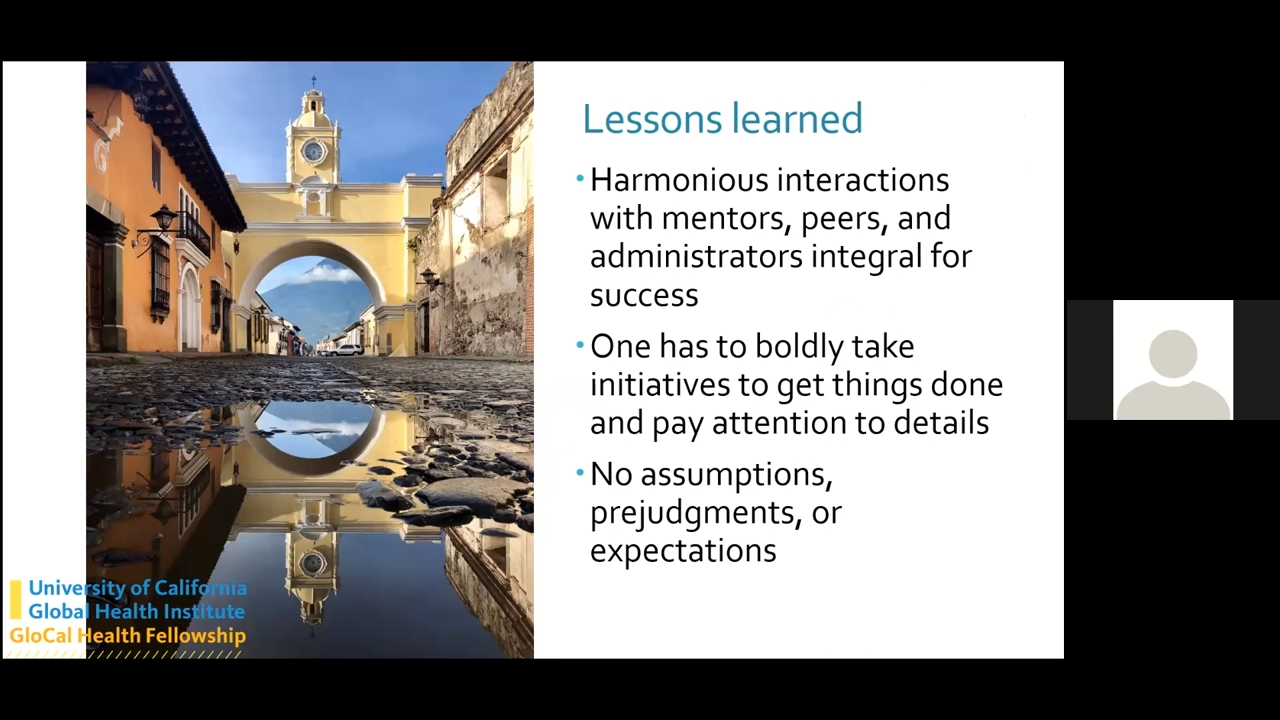 Lessons learned
• Harmonious interactions
with mentors, peers, and
administrators integral for
success
• One has to boldly take
initiatives to get things done
and pay attention to details
• No assumptions,
prejudgments, or
expectations
University of California
Global Health Institute
GloCal Health Fellowship